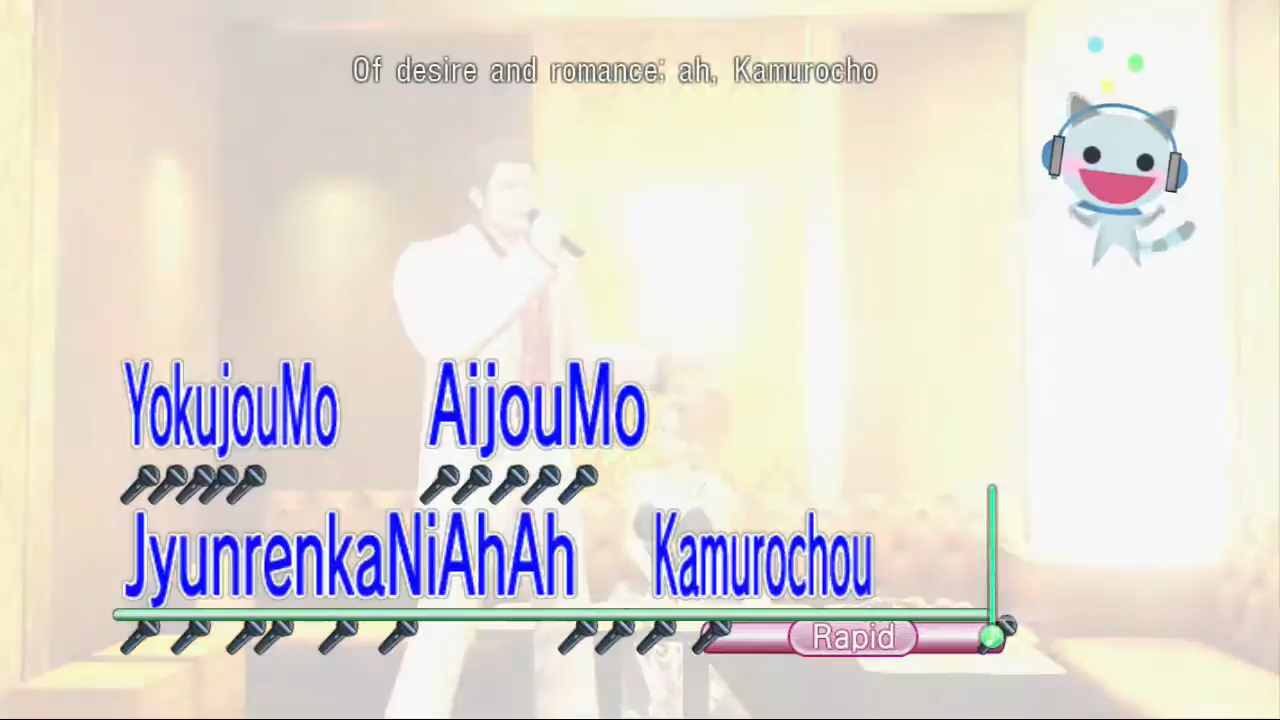 Of desire and romance; ah, Kamurocho
YokujouMo AijouMo
JyunrenkaNiAhAh Kamurochou
Rapid